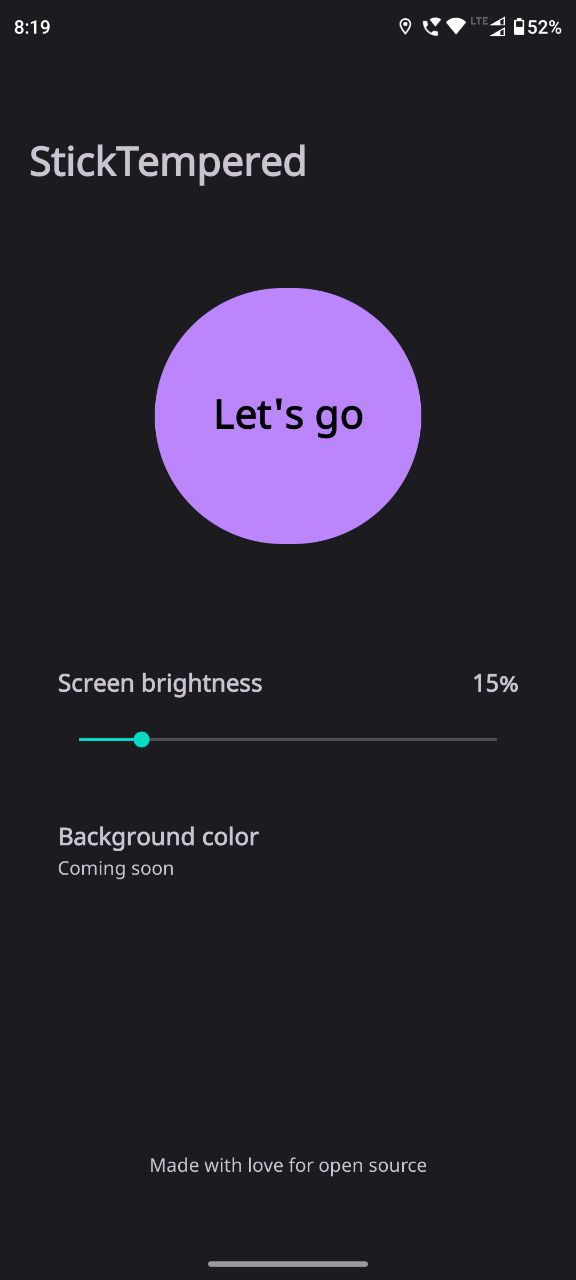 8:19
LTE
52%
StickTempered
Let's go
Screen brightness 15%
Background color
Coming soon
Made with love for open source